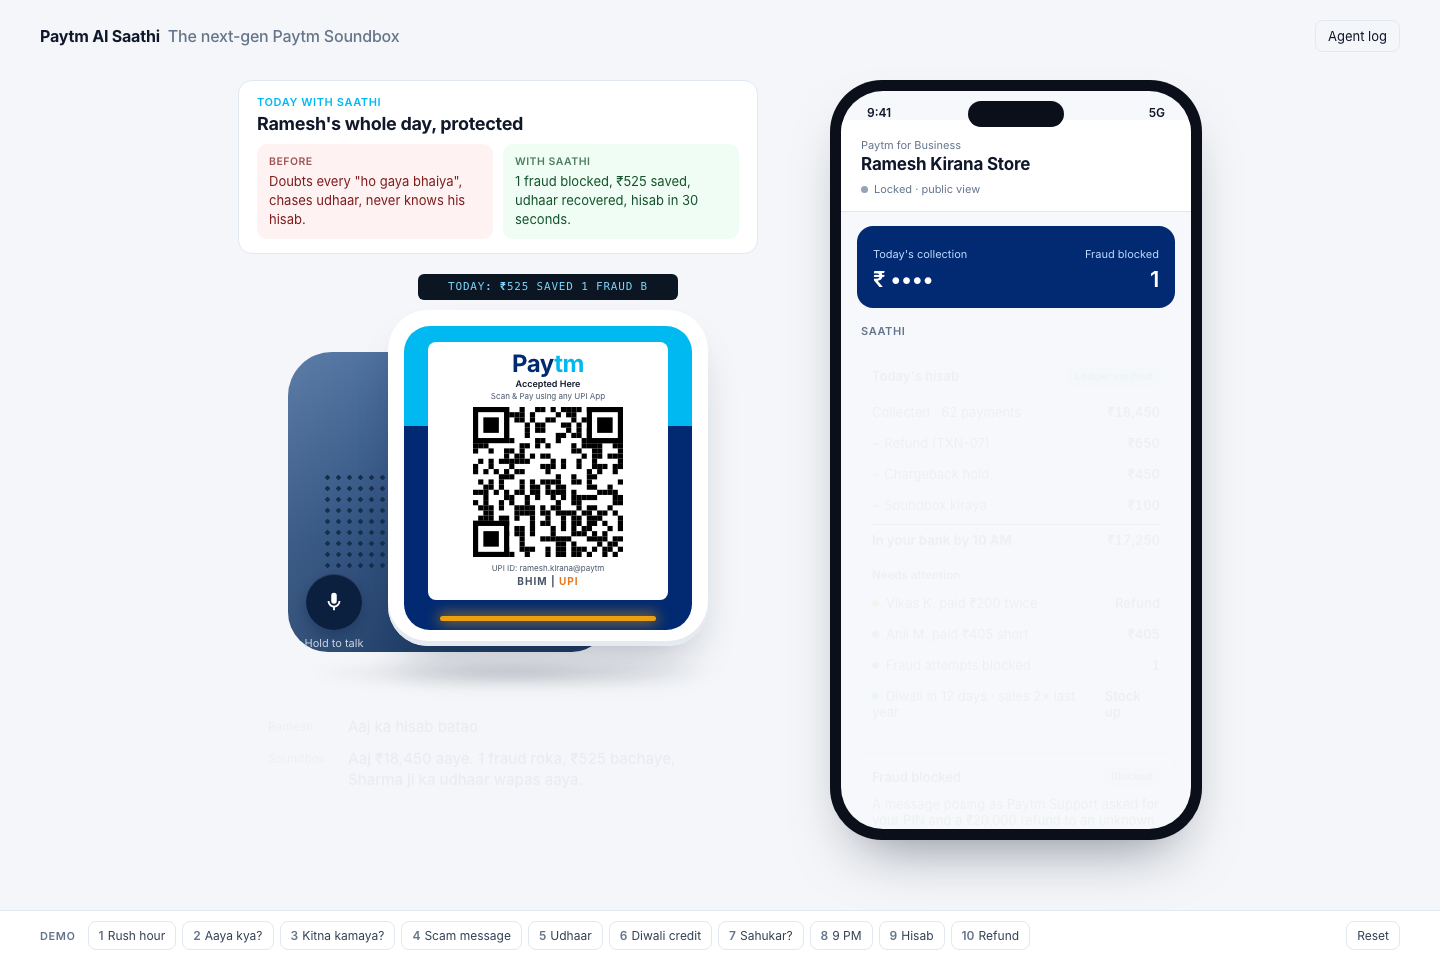 Paytm AI Saathi The next-gen Paytm Soundbox
Agent log
TODAY WITH SAATHI
Ramesh's whole day, protected
BEFORE
Doubts every "ho gaya bhaiya",
chases udhaar, never knows his
hisab.
WITH SAATHI
1 fraud blocked, ₹525 saved,
udhaar recovered, hisab in 30
seconds.
TODAY: ₹525 SAVED 1 FRAUD B
Paytm
Accepted Here
Scan & Pay using any UPI App
UPI ID: ramesh.kirana@paytm
BHIM | UPI
Hold to talk
Ramesh Aaj ka hisab batao
Soundbox Aaj ₹18,450 aaye. 1 fraud roka, ₹525 bachaye,
Sharma ji ka udhaar wapas aaya.
9:41 5G
Paytm for Business
Ramesh Kirana Store
Locked · public view
Today's collection Fraud blocked
₹ •••• 1
SAATHI
Today's hisab Ledger verified
Collected · 62 payments ₹18,450
− Refund (TXN-07) ₹650
− Chargeback hold ₹450
− Soundbox kiraya ₹100
In your bank by 10 AM ₹17,250
Needs attention
Vikas K. paid ₹200 twice Refund
Anil M. paid ₹405 short ₹405
Fraud attempts blocked 1
Diwali in 12 days · sales 2× last Stock
year up
Fraud blocked Blocked
A message posing as Paytm Support asked for
your PIN and a ₹20,000 refund to an unknown
DEMO 1 Rush hour 2 Aaya kya? 3 Kitna kamaya? 4 Scam message 5 Udhaar 6 Diwali credit 7 Sahukar? 8 9 PM 9 Hisab 10 Refund Reset